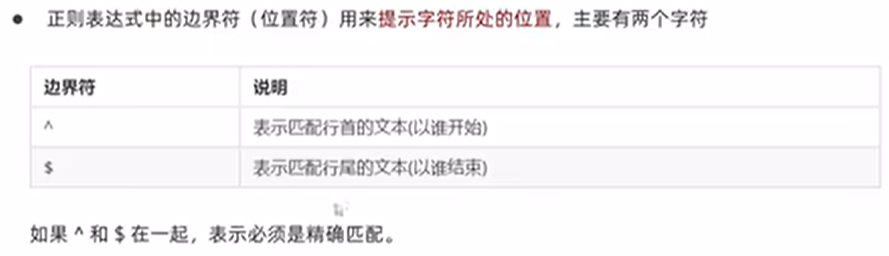 ● 正则表达式中的边界符（位置符）用来提示字符所处的位置，主要有两个字符
边界符 说明
^ 表示匹配行首的文本(以谁开始)
$ 表示匹配行尾的文本(以谁结束)
如果 ^ 和 $ 在一起，表示必须是精确匹配。